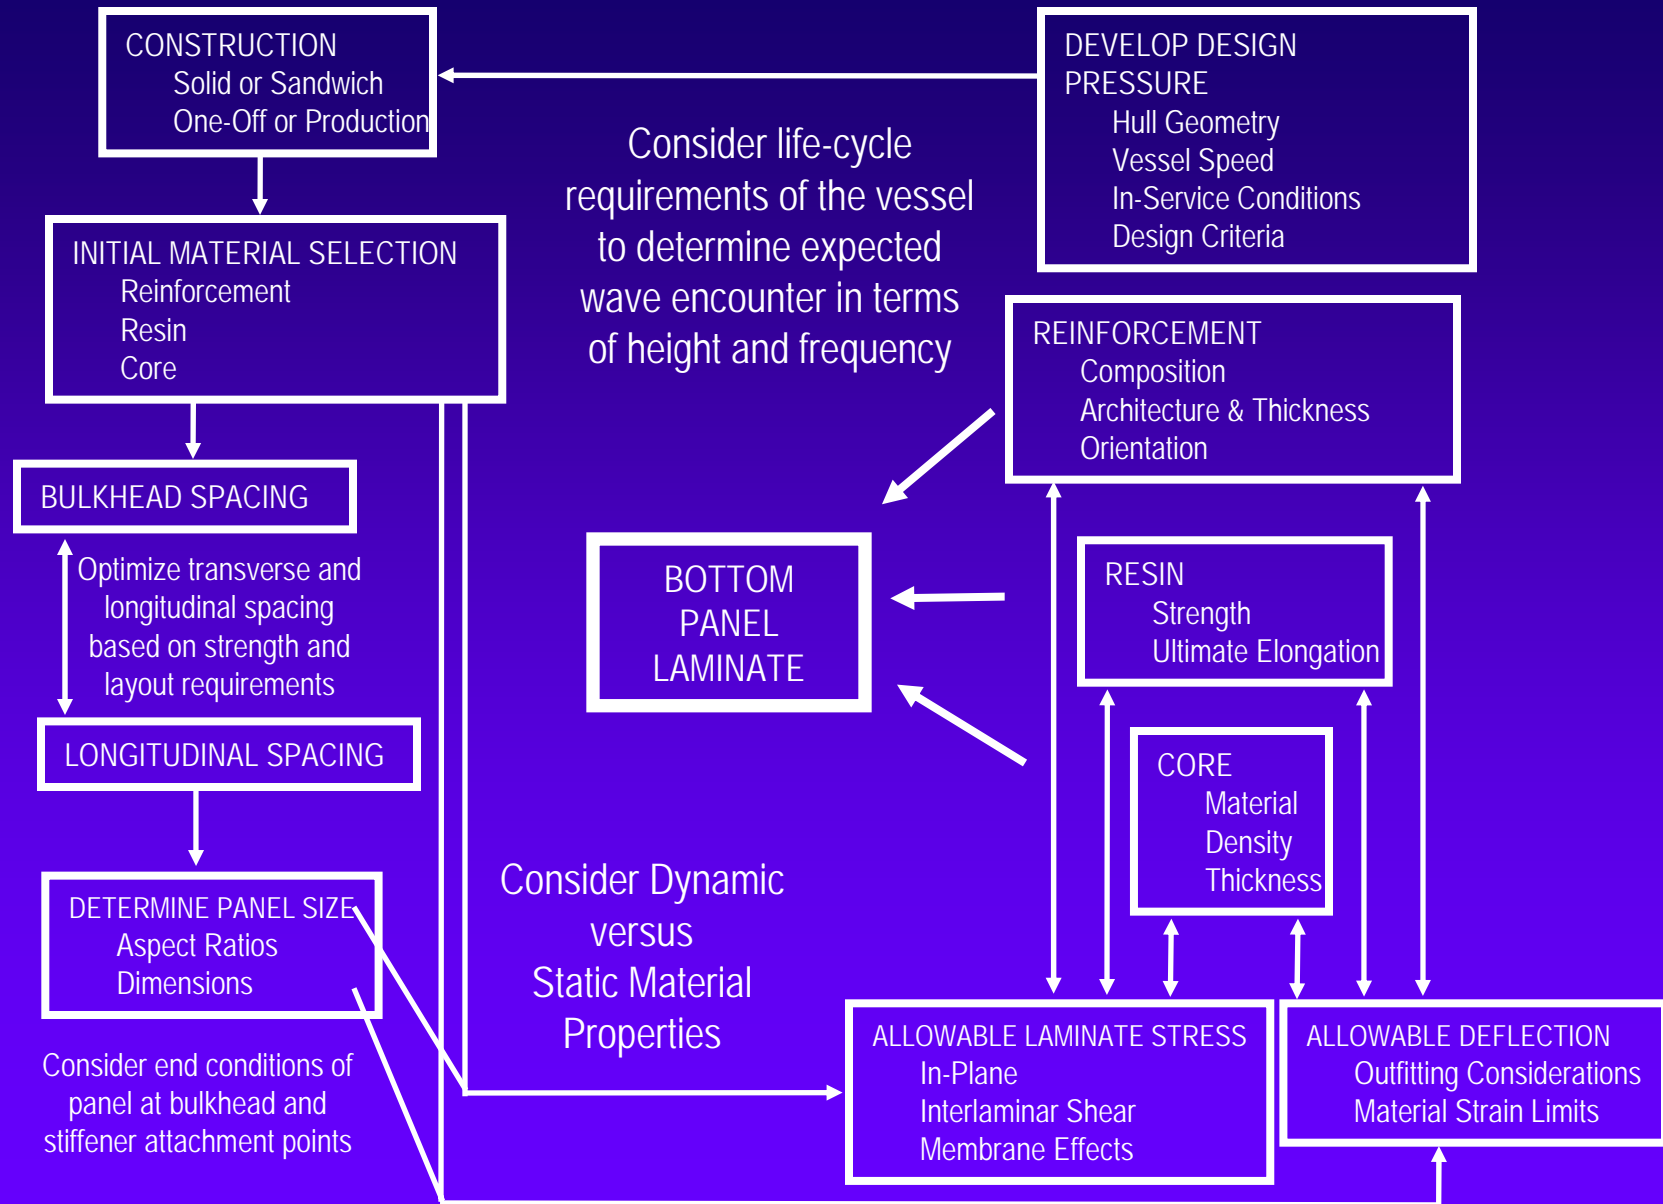 CONSTRUCTION
Solid or Sandwich
One-Off or Production
DEVELOP DESIGN
PRESSURE
Hull Geometry
Vessel Speed
In-Service Conditions
Design Criteria
Consider life-cycle
requirements of the vessel
to determine expected
wave encounter in terms
of height and frequency
INITIAL MATERIAL SELECTION
Reinforcement
Resin
Core
REINFORCEMENT
Composition
Architecture & Thickness
Orientation
BULKHEAD SPACING
Optimize transverse and
longitudinal spacing
based on strength and
layout requirements
BOTTOM
PANEL
LAMINATE
RESIN
Strength
Ultimate Elongation
LONGITUDINAL SPACING
CORE
Material
Density
Thickness
DETERMINE PANEL SIZE
Aspect Ratios
Dimensions
Consider Dynamic
versus
Static Material
Properties
Consider end conditions of
panel at bulkhead and
stiffener attachment points
ALLOWABLE LAMINATE STRESS
In-Plane
Interlaminar Shear
Membrane Effects
ALLOWABLE DEFLECTION
Outfitting Considerations
Material Strain Limits